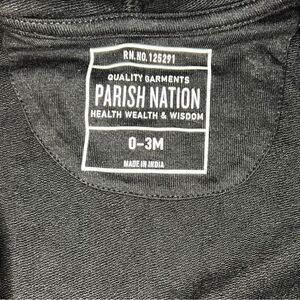 RN.NO.125291
QUALITY GARMENTS
PARISH NATION
HEALTH WEALTH & WISDOM
0-3M
MADE IN INDIA